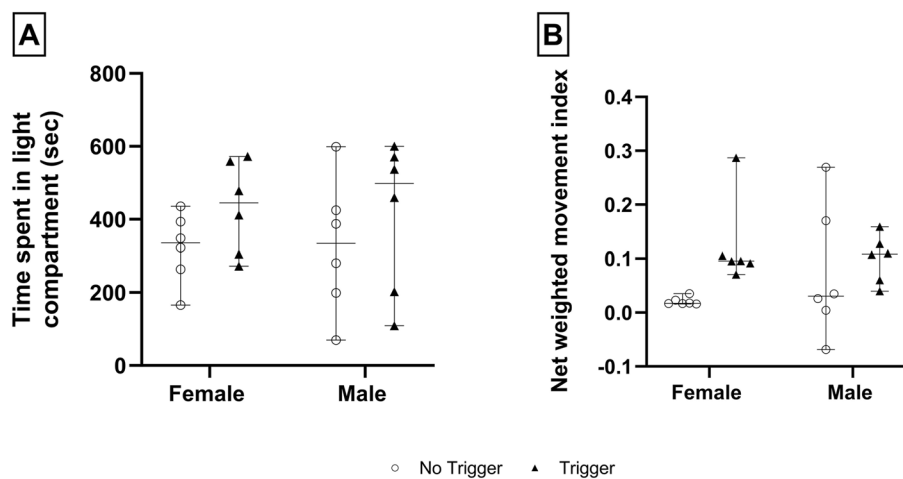 A
Time spent in light
compartment (sec)
800
600
400
200
0
Female
Male
B
Net weighted movement index
0.4
0.3
0.2
0.1
0.0
-0.1
Female
Male
No Trigger
Trigger